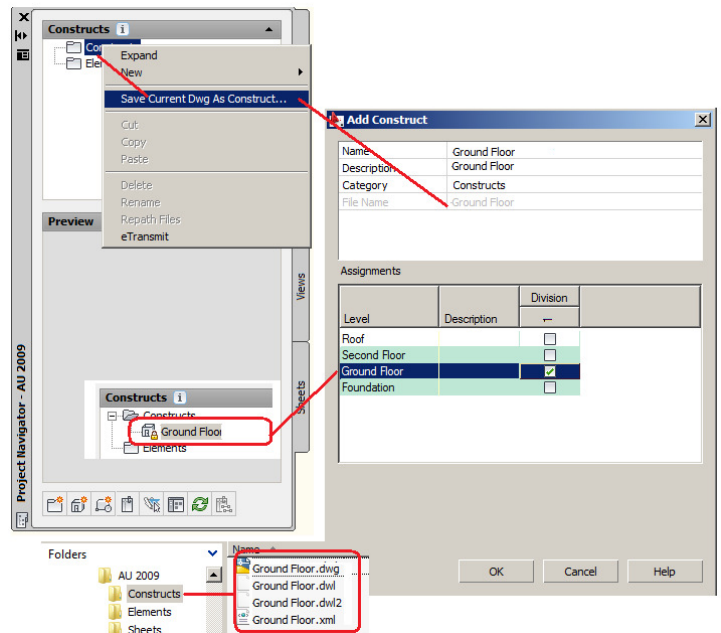 Constructs
Expand
New
Save Current Dwg As Construct...
Cut
Copy
Paste
Delete
Rename
Repath Files
eTransmit
Preview
Views
Sheets
Project Navigator - AU 2009
Constructs
Constructs
Ground Floor
Elements
Add Construct
Name Ground Floor
Description Ground Floor
Category Constructs
File Name Ground Floor
Assignments
Division
Level Description
Roof
Second Floor
Ground Floor
Foundation
OK Cancel Help
Folders
AU 2009
Constructs
Elements
Sheets
Name
Ground Floor.dwg
Ground Floor.dwl
Ground Floor.dwl2
Ground Floor.xml